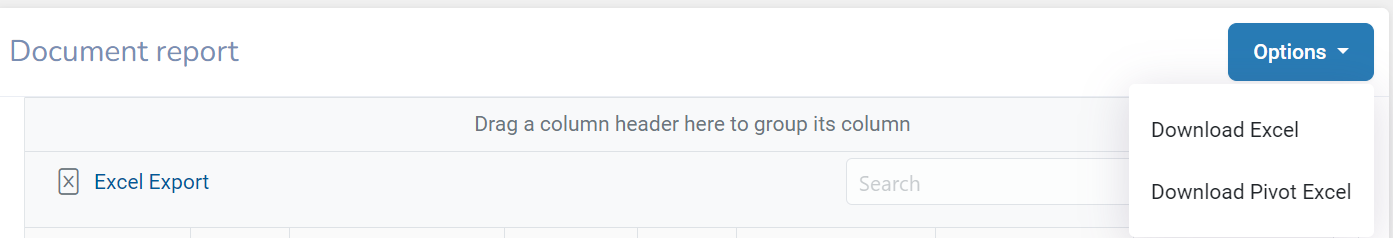 Document report
Options
Drag a column header here to group its column
Download Excel
Excel Export
Search
Download Pivot Excel